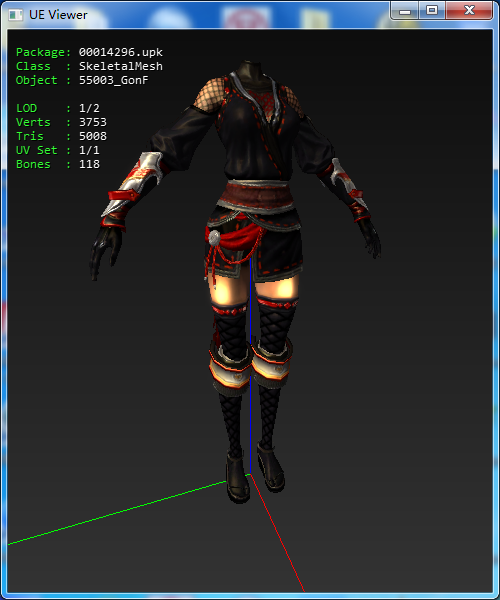 UE Viewer
Package: 00014296.upk
Class : SkeletalMesh
Object : 55003_GonF
LOD : 1/2
Verts : 3753
Tris : 5008
UV Set : 1/1
Bones : 118